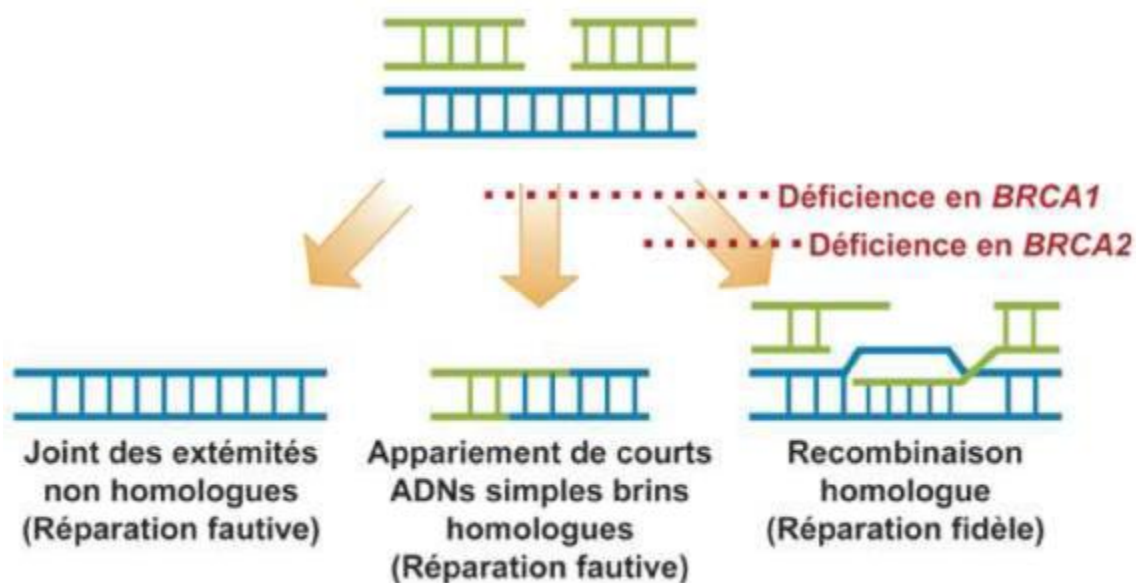 Déficience en BRCA1
Déficience en BRCA2
Joint des extémités
non homologues
(Réparation fautive)
Appariement de courts
ADNs simples brins
homologues
(Réparation fautive)
Recombinaison
homologue
(Réparation fidèle)